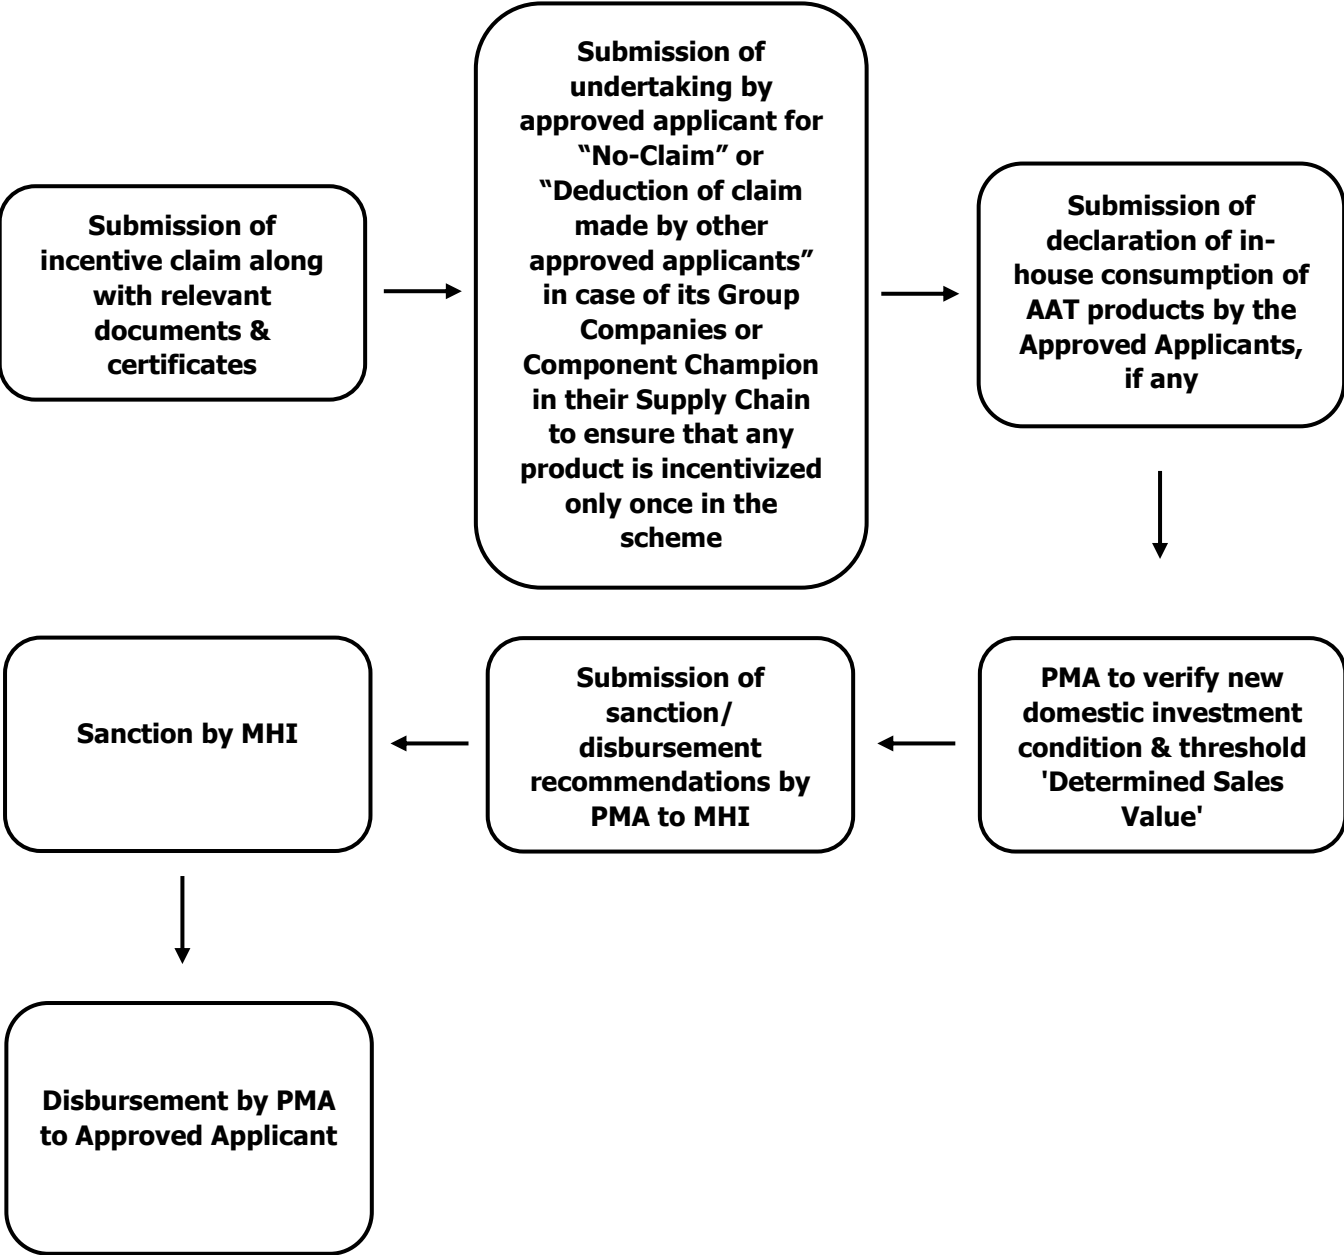 Submission of
incentive claim along
with relevant
documents &
certificates
Submission of
undertaking by
approved applicant for
“No-Claim” or
“Deduction of claim
made by other
approved applicants”
in case of its Group
Companies or
Component Champion
in their Supply Chain
to ensure that any
product is incentivized
only once in the
scheme
Submission of
declaration of in-
house consumption of
AAT products by the
Approved Applicants,
if any
PMA to verify new
domestic investment
condition & threshold
'Determined Sales
Value'
Submission of
sanction/
disbursement
recommendations by
PMA to MHI
Sanction by MHI
Disbursement by PMA
to Approved Applicant